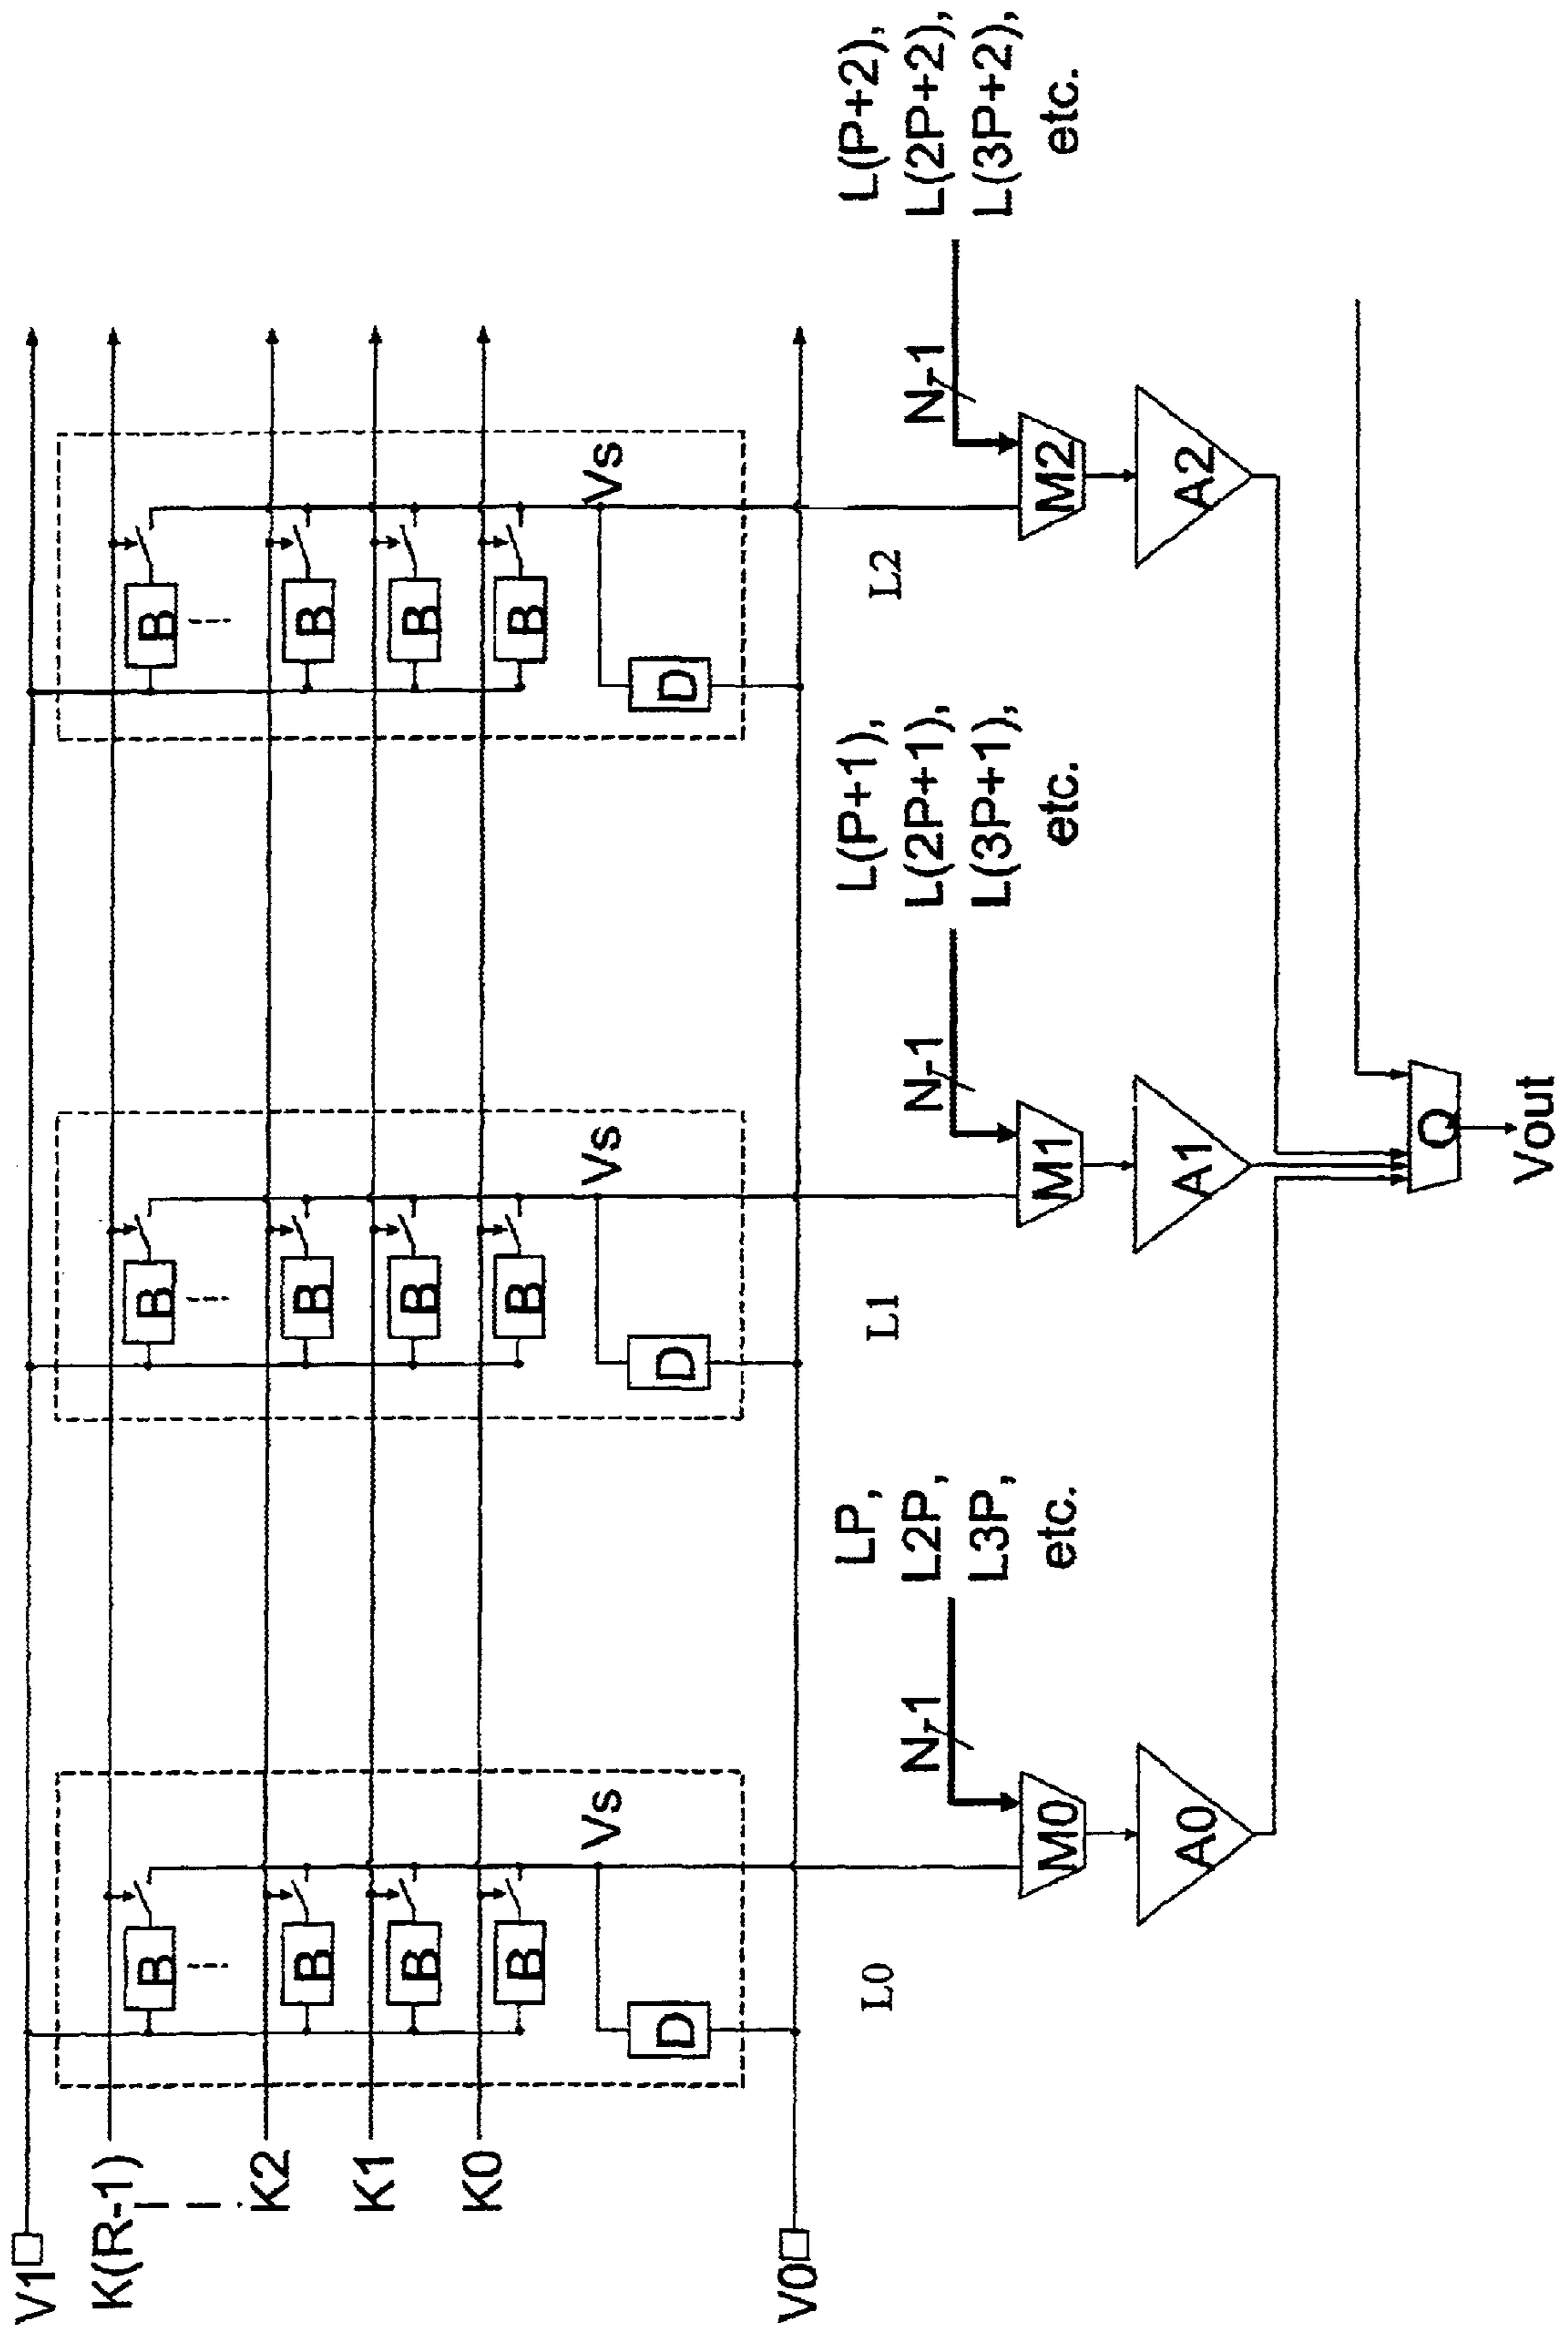 V1
K(R-1)
K2
K1
K0
V0
B
B
B
B
D
Vs
B
B
B
B
D
Vs
B
B
B
B
D
Vs
L0
L1
L2
LP,
L2P,
L3P,
etc.
L(P+1),
L(2P+1),
L(3P+1),
etc.
L(P+2),
L(2P+2),
L(3P+2),
etc.
N-1
N-1
N-1
M0
M1
M2
A0
A1
A2
Q
Vout